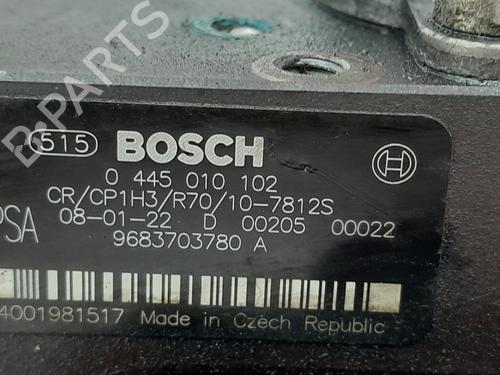 B-PARTS
515 BOSCH
0 445 010 102
CR/CP1H3/R70/10-7812S
PSA 08-01-22 D 00205 00022
9683703780 A
4001981517 Made in Czech Republic